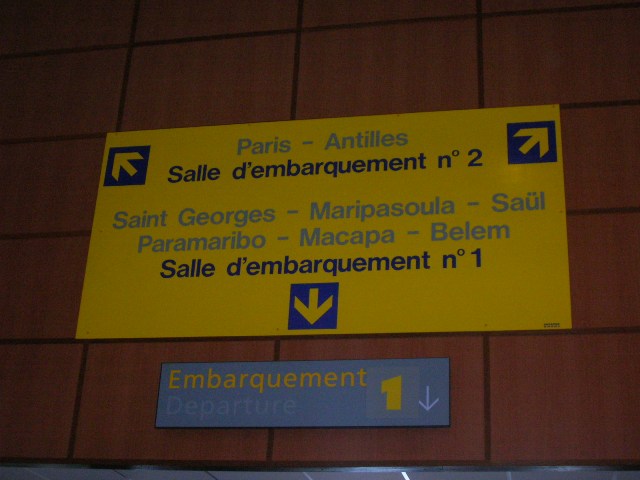 Paris - Antilles
Salle d'embarquement n° 2
Saint Georges - Maripasoula - Saül
Paramaribo - Macapa - Belem
Salle d'embarquement n° 1
Embarquement 1
Departure